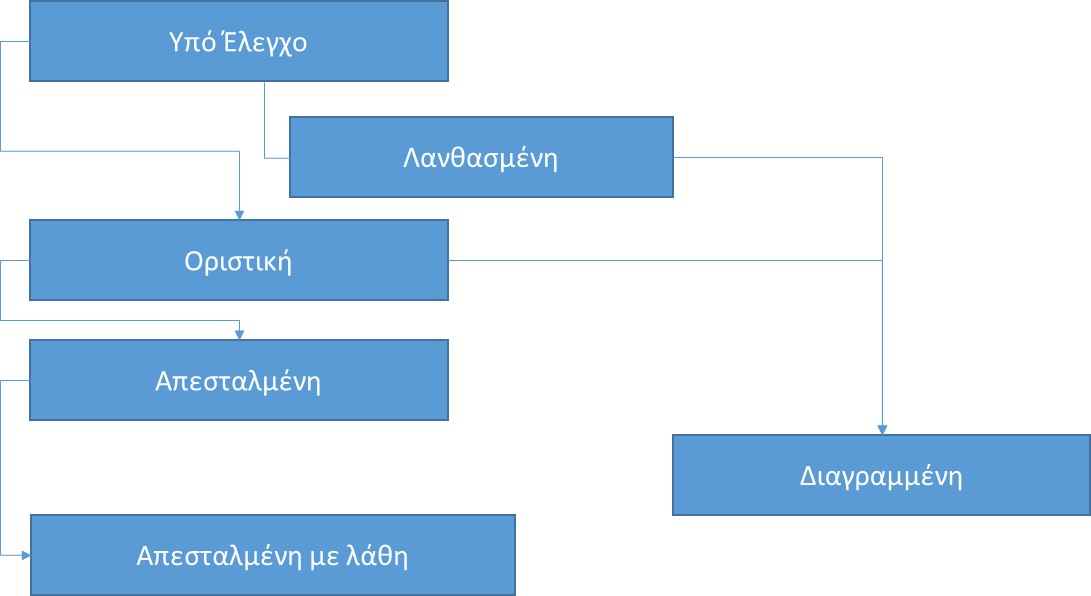 Υπό Έλεγχο
Λανθασμένη
Οριστική
Απεσταλμένη
Διαγραμμένη
Απεσταλμένη με λάθη